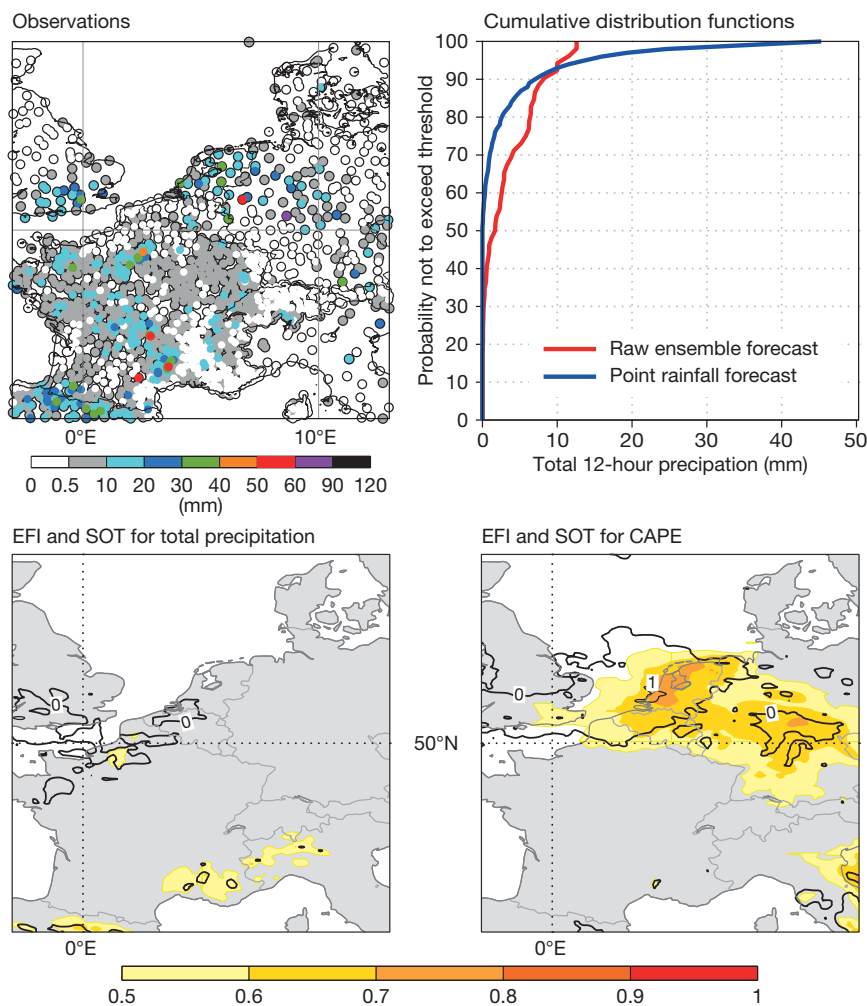 Observations
0°E 10°E
0 0.5 10 20 30 40 50 60 90 120
(mm)
Cumulative distribution functions
Probability not to exceed threshold
100
90
80
70
60
50
40
30
20
10
0
Raw ensemble forecast
Point rainfall forecast
0 10 20 30 40 50
Total 12-hour precipation (mm)
EFI and SOT for total precipitation
0
0
0°E
50°N
EFI and SOT for CAPE
0
1
0
0°E
0.5 0.6 0.7 0.8 0.9 1